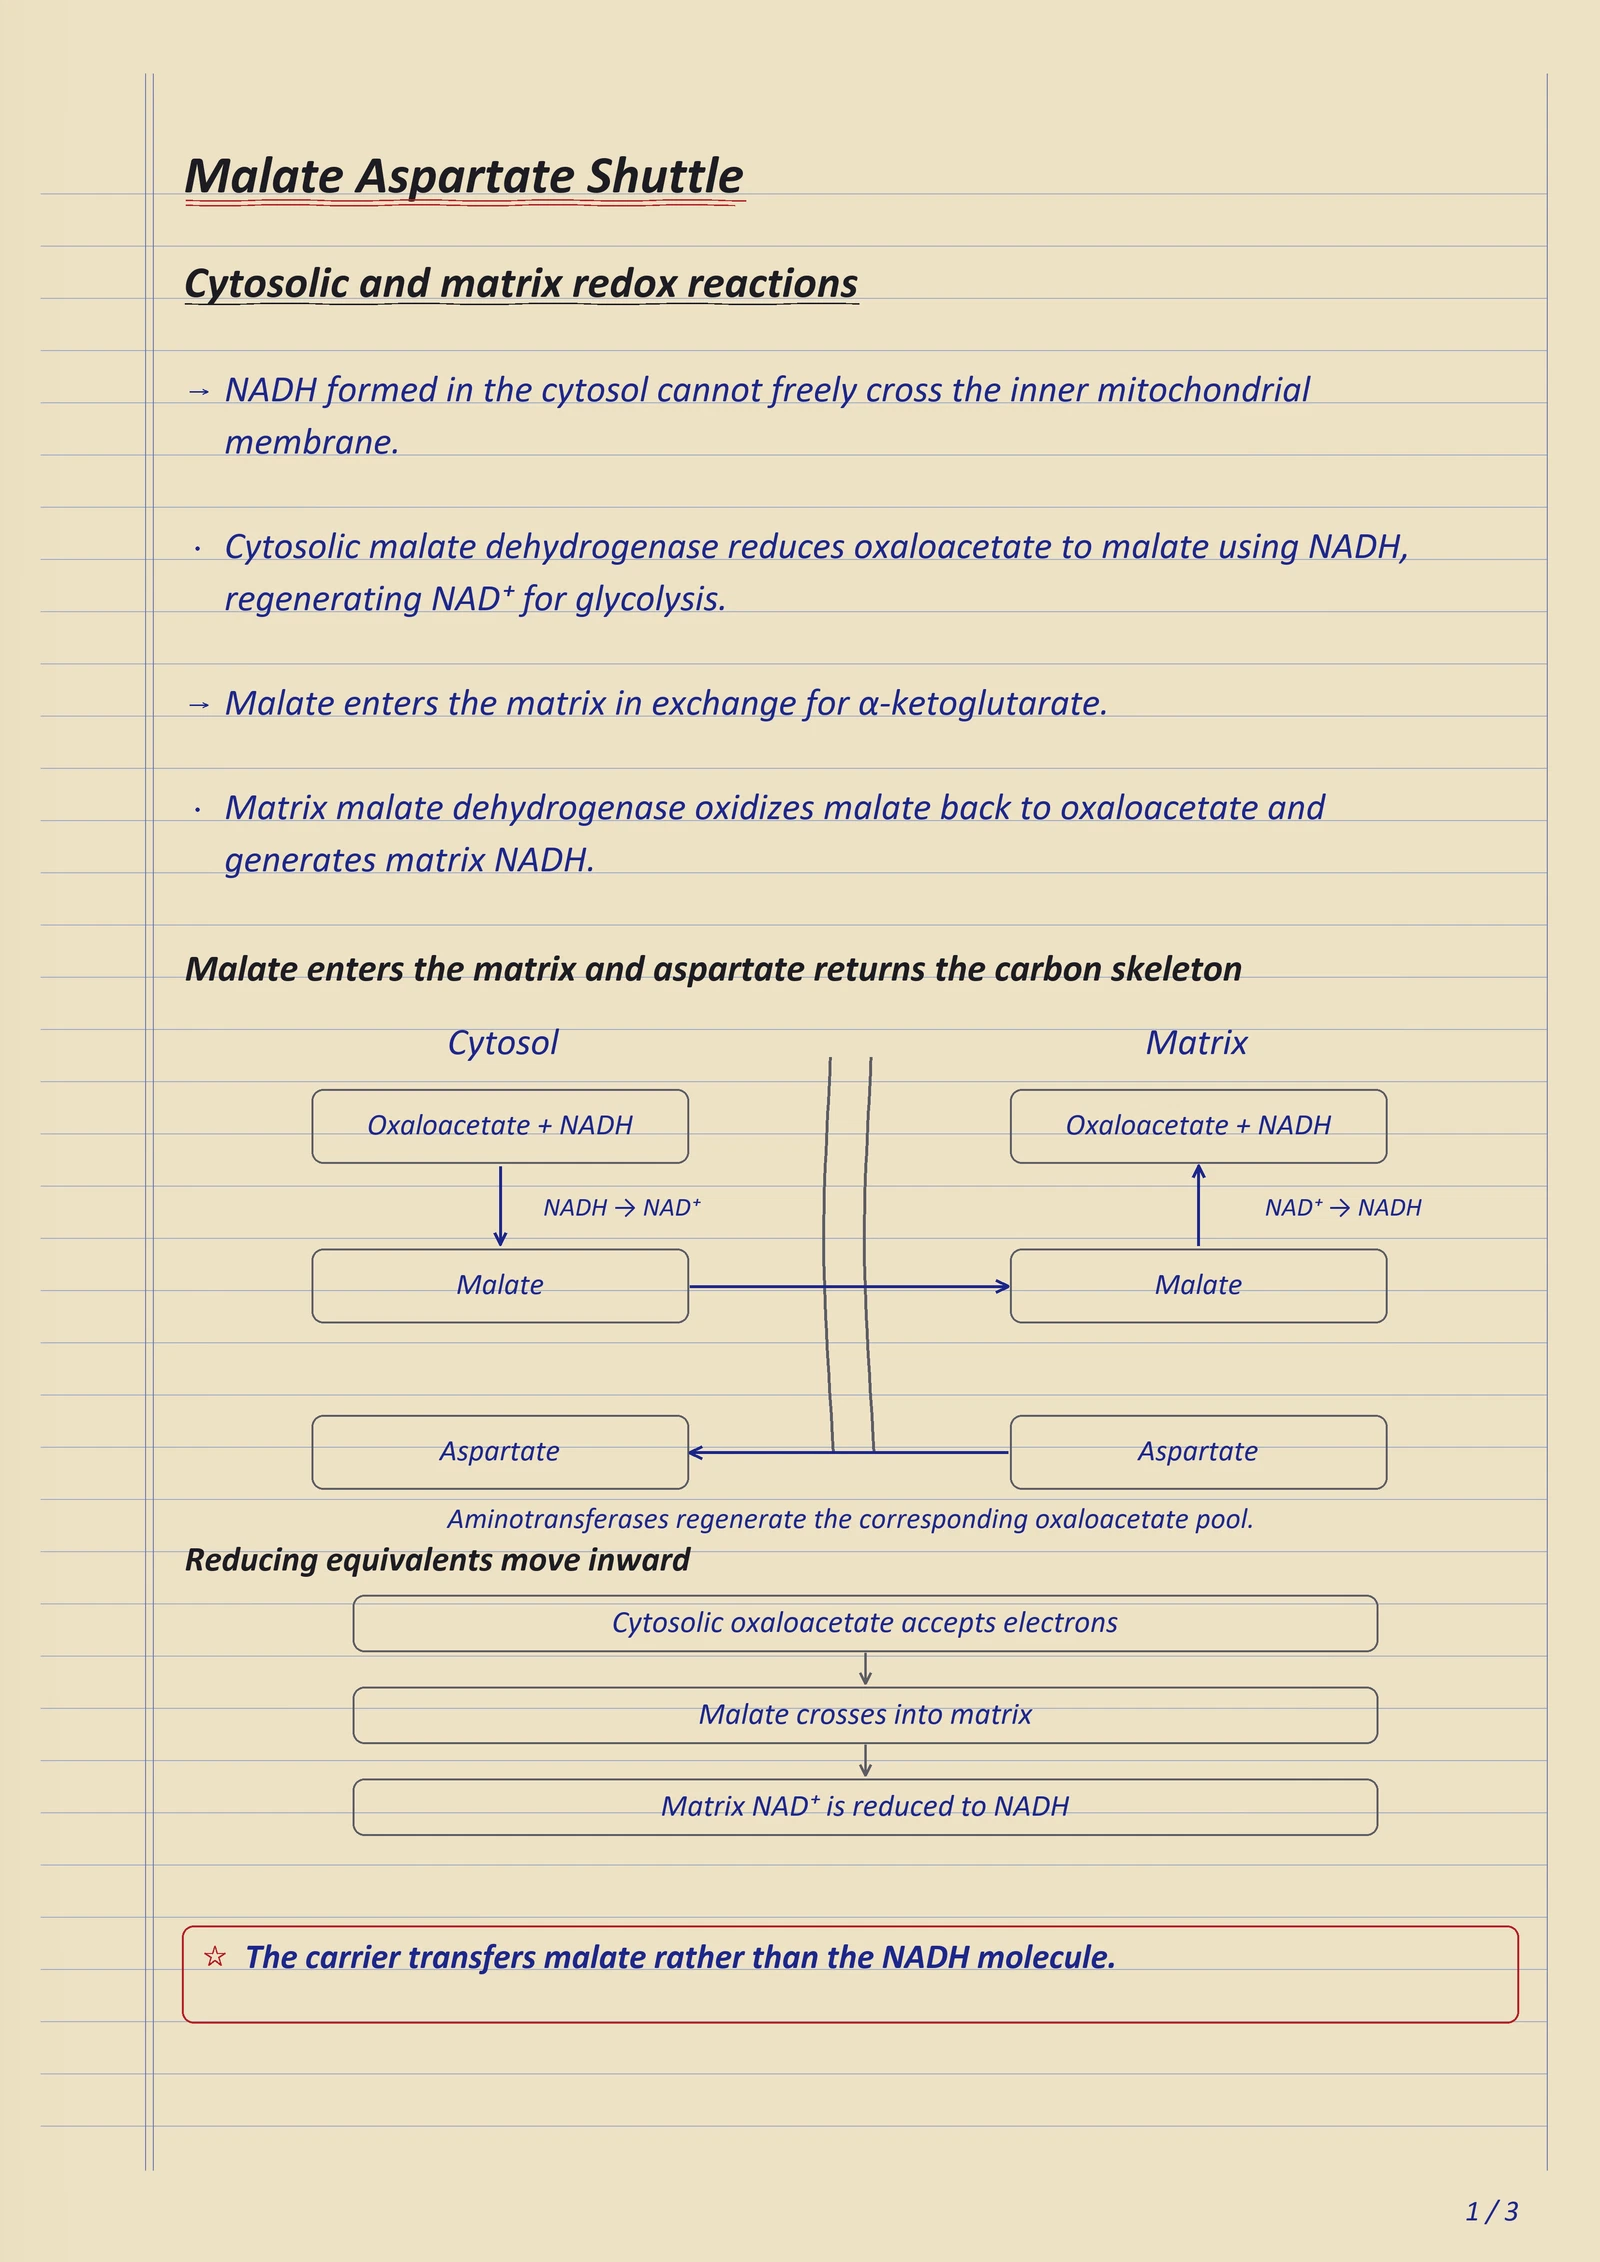 Malate Aspartate Shuttle
Cytosolic and matrix redox reactions
→ NADH formed in the cytosol cannot freely cross the inner mitochondrial
membrane.
· Cytosolic malate dehydrogenase reduces oxaloacetate to malate using NADH,
regenerating NAD⁺ for glycolysis.
→ Malate enters the matrix in exchange for α-ketoglutarate.
· Matrix malate dehydrogenase oxidizes malate back to oxaloacetate and
generates matrix NADH.
Malate enters the matrix and aspartate returns the carbon skeleton
Cytosol Matrix
Oxaloacetate + NADH Oxaloacetate + NADH
NADH → NAD⁺ NAD⁺ → NADH
Malate Malate
Aspartate Aspartate
Aminotransferases regenerate the corresponding oxaloacetate pool.
Reducing equivalents move inward
Cytosolic oxaloacetate accepts electrons
Malate crosses into matrix
Matrix NAD⁺ is reduced to NADH
☆ The carrier transfers malate rather than the NADH molecule.
1 / 3